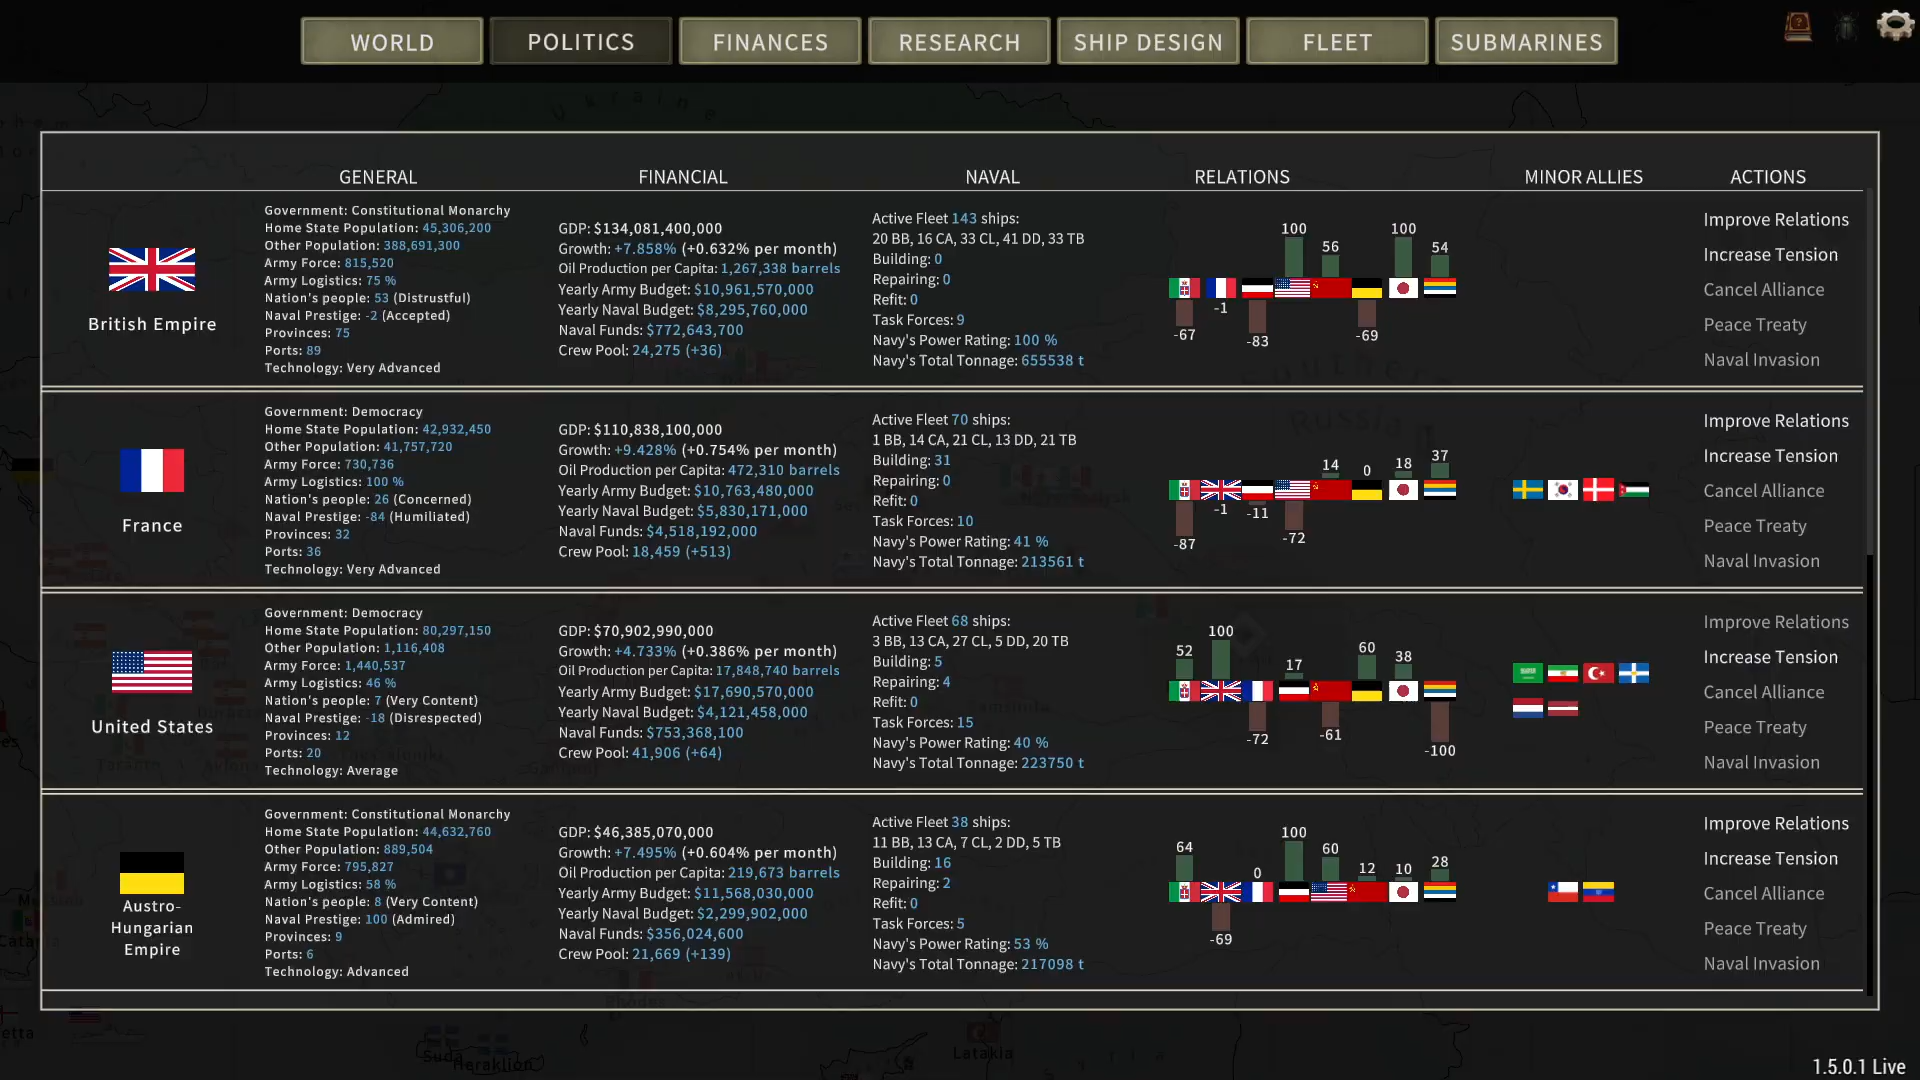 WORLD
POLITICS
FINANCES
RESEARCH
SHIP DESIGN
FLEET
SUBMARINES
GENERAL
FINANCIAL
NAVAL
RELATIONS
MINOR ALLIES
ACTIONS
British Empire
Government: Constitutional Monarchy
Home State Population: 45,306,200
Other Population: 388,691,300
Army Force: 815,520
Army Logistics: 75 %
Nation's people: 53 (Distrustful)
Naval Prestige: -2 (Accepted)
Provinces: 75
Ports: 89
Technology: Very Advanced
GDP: $134,081,400,000
Growth: +7.858% (+0.632% per month)
Oil Production per Capita: 1,267,338 barrels
Yearly Army Budget: $10,961,570,000
Yearly Naval Budget: $8,295,760,000
Naval Funds: $772,643,700
Crew Pool: 24,275 (+36)
Active Fleet 143 ships:
20 BB, 16 CA, 33 CL, 41 DD, 33 TB
Building: 0
Repairing: 0
Refit: 0
Task Forces: 9
Navy's Power Rating: 100 %
Navy's Total Tonnage: 655538 t
100
56
100
54
-67
-1
-83
-69
Improve Relations
Increase Tension
Cancel Alliance
Peace Treaty
Naval Invasion
France
Government: Democracy
Home State Population: 42,932,450
Other Population: 41,757,720
Army Force: 730,736
Army Logistics: 100 %
Nation's people: 26 (Concerned)
Naval Prestige: -84 (Humiliated)
Provinces: 32
Ports: 36
Technology: Very Advanced
GDP: $110,838,100,000
Growth: +9.428% (+0.754% per month)
Oil Production per Capita: 472,310 barrels
Yearly Army Budget: $10,763,480,000
Yearly Naval Budget: $5,830,171,000
Naval Funds: $4,518,192,000
Crew Pool: 18,459 (+513)
Active Fleet 70 ships:
1 BB, 14 CA, 21 CL, 13 DD, 21 TB
Building: 31
Repairing: 0
Refit: 0
Task Forces: 10
Navy's Power Rating: 41 %
Navy's Total Tonnage: 213561 t
14
0
18
37
-87
-1
-11
-72
Improve Relations
Increase Tension
Cancel Alliance
Peace Treaty
Naval Invasion
United States
Government: Democracy
Home State Population: 80,297,150
Other Population: 1,116,408
Army Force: 1,440,537
Army Logistics: 46 %
Nation's people: 7 (Very Content)
Naval Prestige: -18 (Disrespected)
Provinces: 12
Ports: 20
Technology: Average
GDP: $70,902,990,000
Growth: +4.733% (+0.386% per month)
Oil Production per Capita: 17,848,740 barrels
Yearly Army Budget: $17,690,570,000
Yearly Naval Budget: $4,121,458,000
Naval Funds: $753,368,100
Crew Pool: 41,906 (+64)
Active Fleet 68 ships:
3 BB, 13 CA, 27 CL, 5 DD, 20 TB
Building: 5
Repairing: 4
Refit: 0
Task Forces: 15
Navy's Power Rating: 40 %
Navy's Total Tonnage: 223750 t
52
100
17
60
38
-72
-61
-100
Improve Relations
Increase Tension
Cancel Alliance
Peace Treaty
Naval Invasion
Austro-
Hungarian
Empire
Government: Constitutional Monarchy
Home State Population: 44,632,760
Other Population: 889,504
Army Force: 795,827
Army Logistics: 58 %
Nation's people: 8 (Very Content)
Naval Prestige: 100 (Admired)
Provinces: 9
Ports: 6
Technology: Advanced
GDP: $46,385,070,000
Growth: +7.495% (+0.604% per month)
Oil Production per Capita: 219,673 barrels
Yearly Army Budget: $11,568,030,000
Yearly Naval Budget: $2,299,902,000
Naval Funds: $356,024,600
Crew Pool: 21,669 (+139)
Active Fleet 38 ships:
11 BB, 13 CA, 7 CL, 2 DD, 5 TB
Building: 16
Repairing: 2
Refit: 0
Task Forces: 5
Navy's Power Rating: 53 %
Navy's Total Tonnage: 217098 t
64
0
100
60
12
10
28
-69
Improve Relations
Increase Tension
Cancel Alliance
Peace Treaty
Naval Invasion
Ukraine
Southern
Russia
Rhodes
Suda
Heraklion
Latakia
1.5.0.1 Live